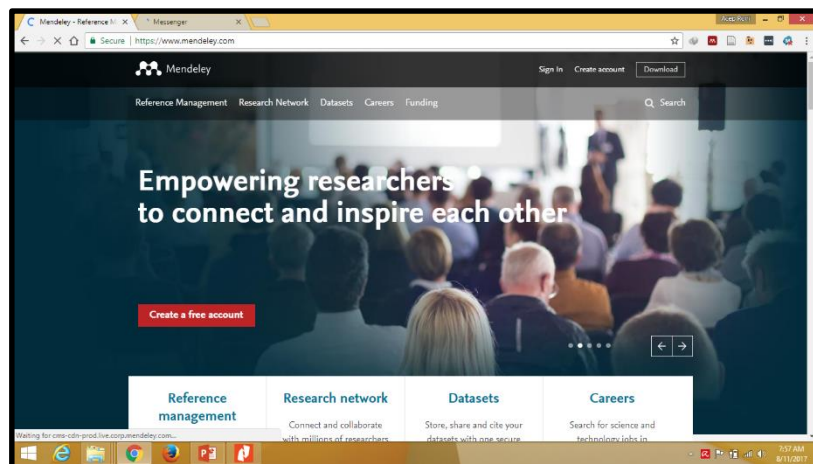 Mendeley - Reference M
Messenger
Secure | https://www.mendeley.com
Mendeley
Sign In Create account Download
Reference Management Research Network Datasets Careers Funding Search
Empowering researchers
to connect and inspire each other
Create a free account
Reference
management
Research network
Connect and collaborate
with millions of researchers
Datasets
Store, share and cite your
datasets with one secure
Careers
Search for science and
technology jobs in
Waiting for cms-cdn-prod.live.corp.mendeley.com...
7:57 AM
8/11/2017